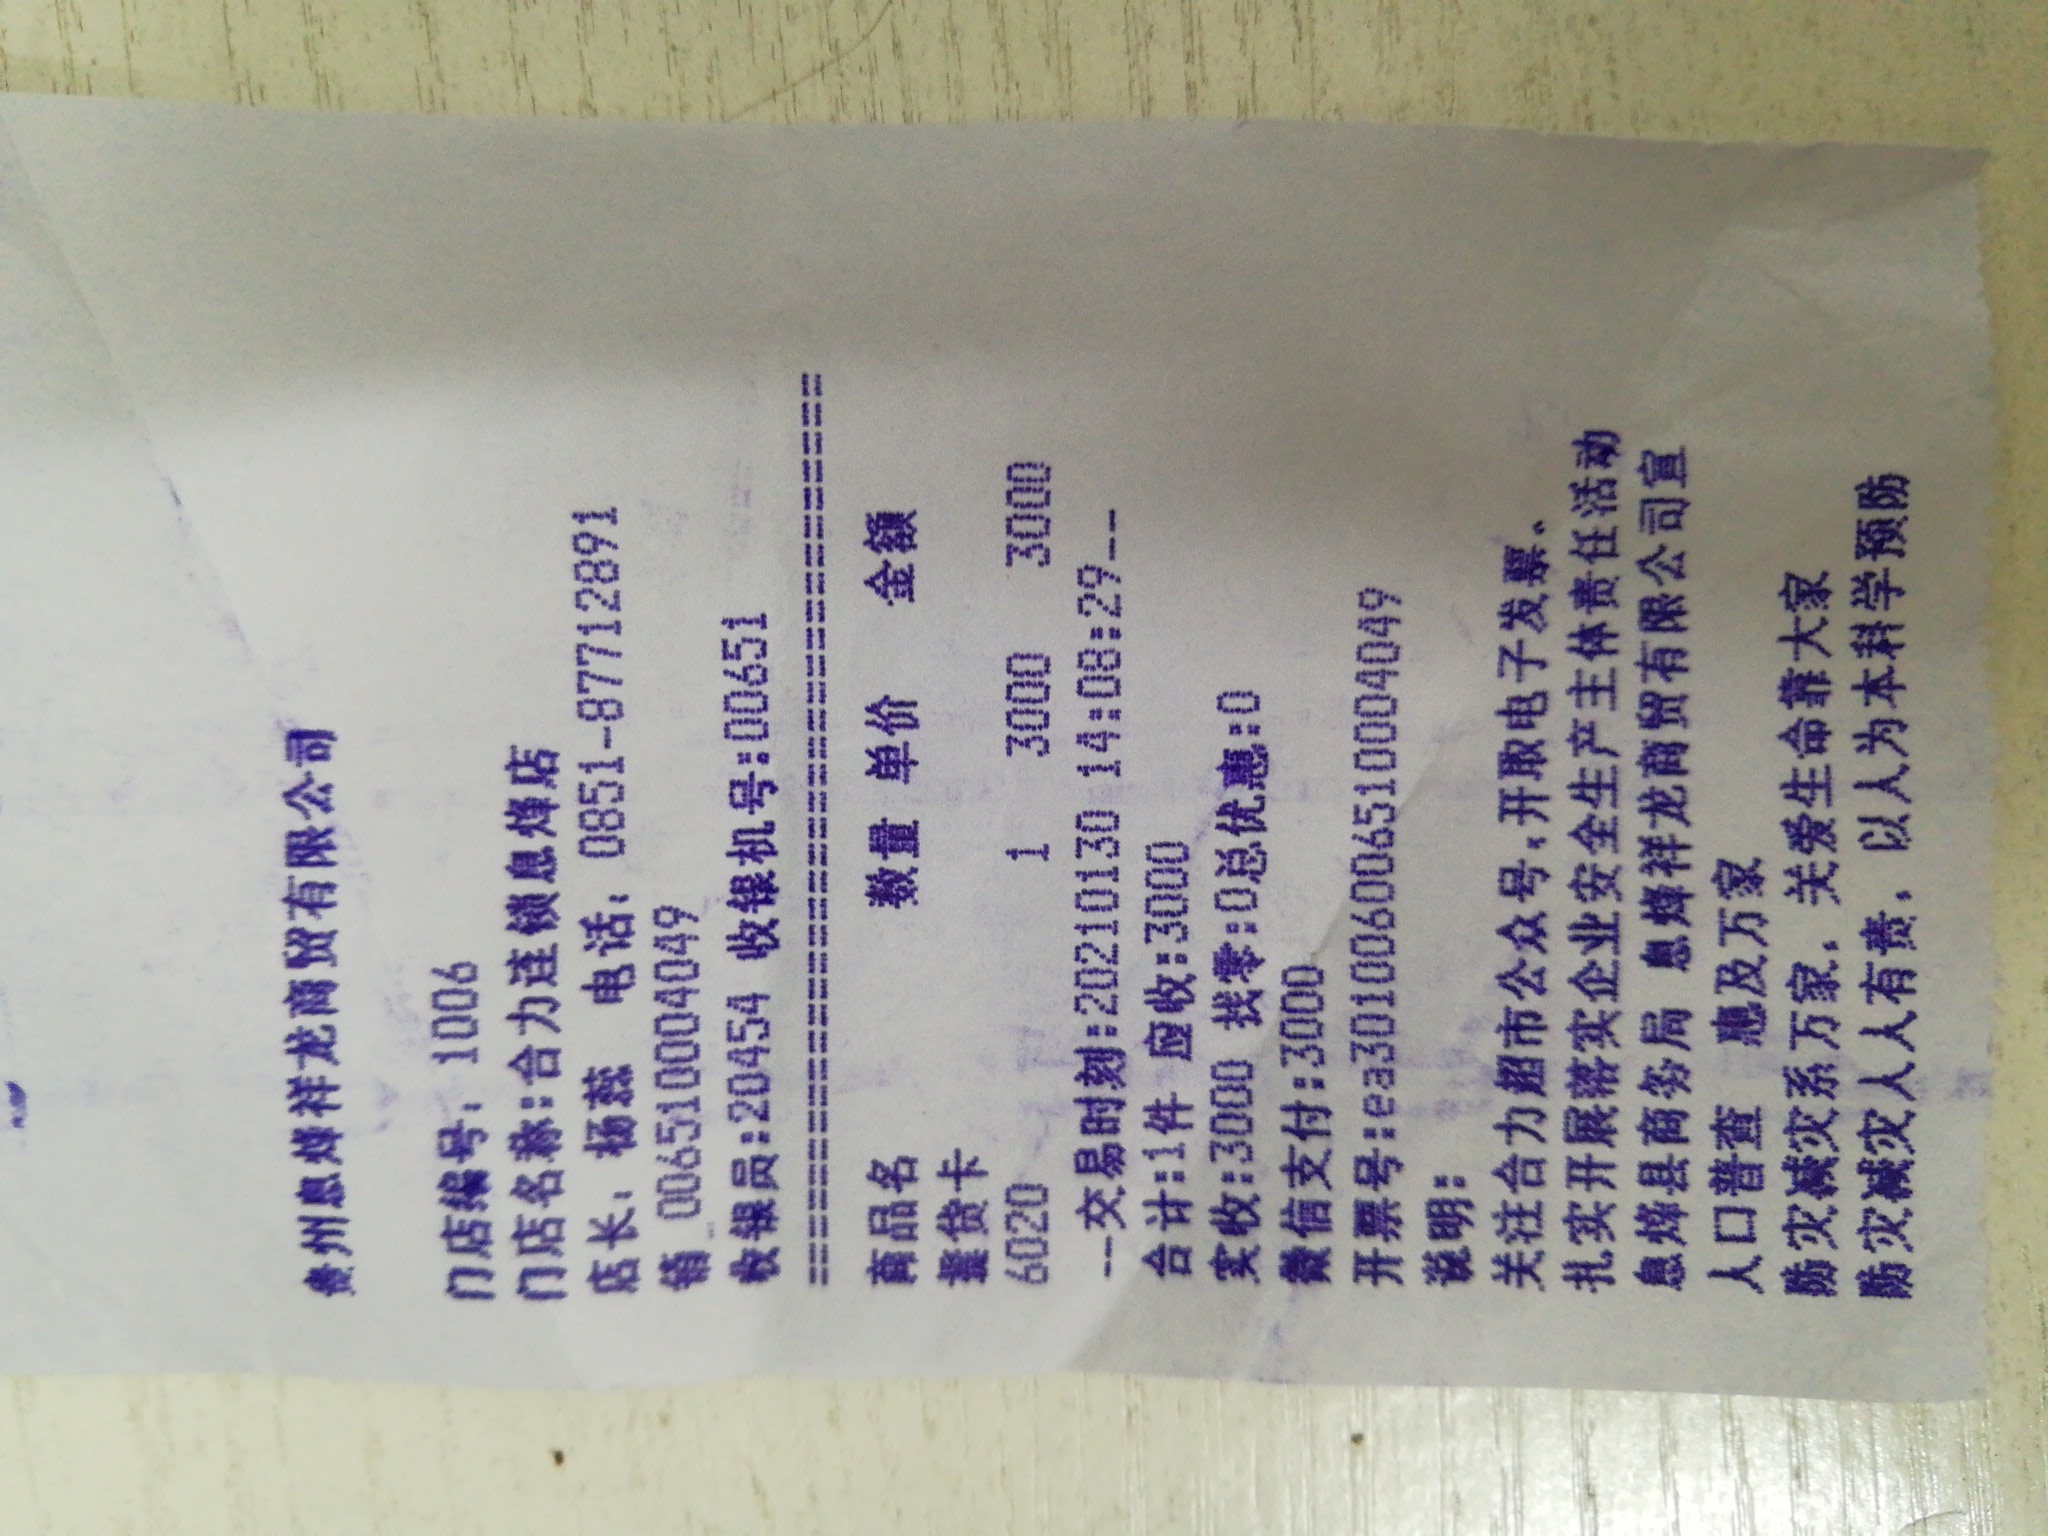 贵州息烽祥龙商贸有限公司
门店编号: 1006
门店名称:合力连锁息烽店
店长: 杨燕 电话: 0851-87712891
销 006510004049
收银员:20454 收银机号:00651
================================
商品名 数量 单价 金额
提货卡
6020 1 3000 3000
--交易时刻:20210130 14:08:29--
合计:1件 应收:3000
实收:3000 找零:0总优惠:0
微信支付:3000
开票号:ea301006006510004049
说明:
关注合力超市公众号,开取电子发票。
扎实开展落实企业安全生产主体责任活动
息烽县商务局 息烽祥龙商贸有限公司宣
人口普查 惠及万家
防灾减灾系万家, 关爱生命靠大家
防灾减灾人人有责, 以人为本科学预防